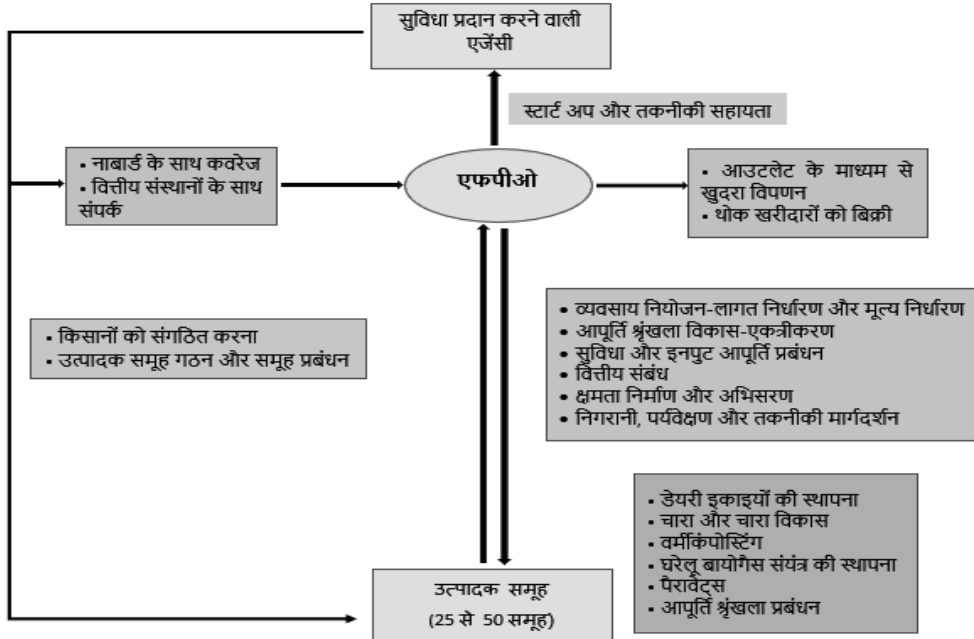 सुविधा प्रदान करने वाली
एजेंसी
स्टार्ट अप और तकनीकी सहायता
▪ नाबार्ड के साथ कवरेज
▪ वित्तीय संस्थानों के साथ
संपर्क
एफपीओ
▪ आउटलेट के माध्यम से
खुदरा विपणन
▪ थोक खरीदारों को बिक्री
▪ किसानों को संगठित करना
▪ उत्पादक समूह गठन और समूह प्रबंधन
• व्यवसाय नियोजन-लागत निर्धारण और मूल्य निर्धारण
• आपूर्ति श्रृंखला विकास-एकत्रीकरण
• सुविधा और इनपुट आपूर्ति प्रबंधन
• वित्तीय संबंध
• क्षमता निर्माण और अभिसरण
• निगरानी, पर्यवेक्षण और तकनीकी मार्गदर्शन
▪ डेयरी इकाइयों की स्थापना
▪ चारा और चारा विकास
▪ वर्मीकंपोस्टिंग
▪ घरेलू बायोगैस संयंत्र की स्थापना
▪ पैरावेट्स
▪ आपूर्ति श्रृंखला प्रबंधन
उत्पादक समूह
(25 से 50 समूह)